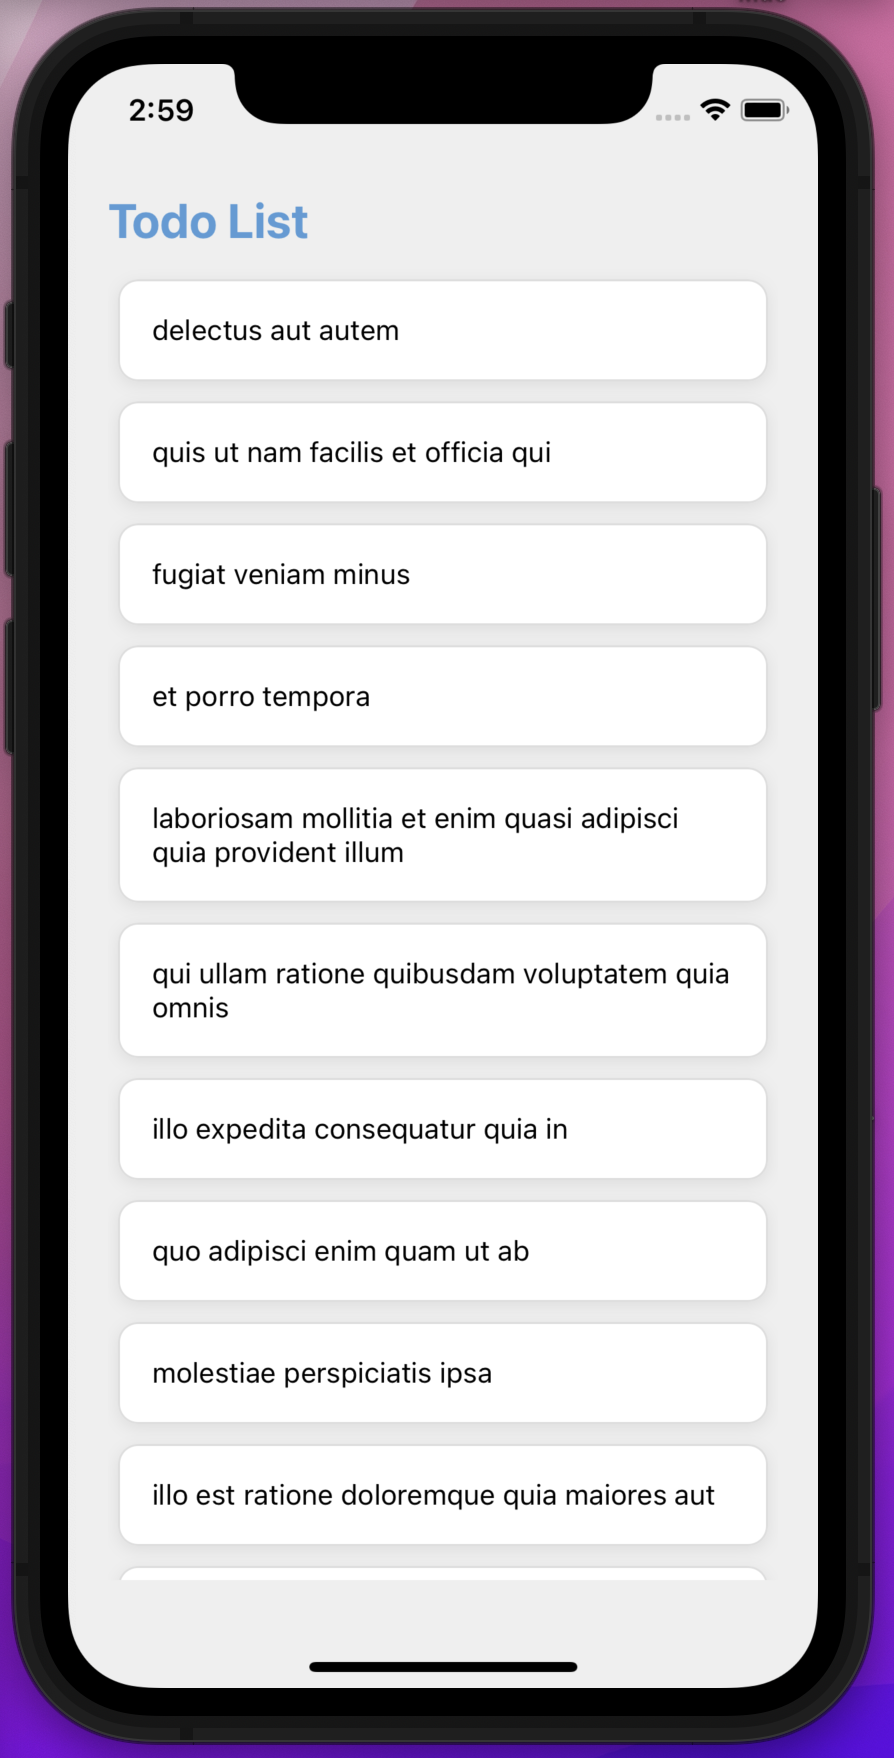 2:59
Todo List
delectus aut autem
quis ut nam facilis et officia qui
fugiat veniam minus
et porro tempora
laboriosam mollitia et enim quasi adipisci
quia provident illum
qui ullam ratione quibusdam voluptatem quia
omnis
illo expedita consequatur quia in
quo adipisci enim quam ut ab
molestiae perspiciatis ipsa
illo est ratione doloremque quia maiores aut